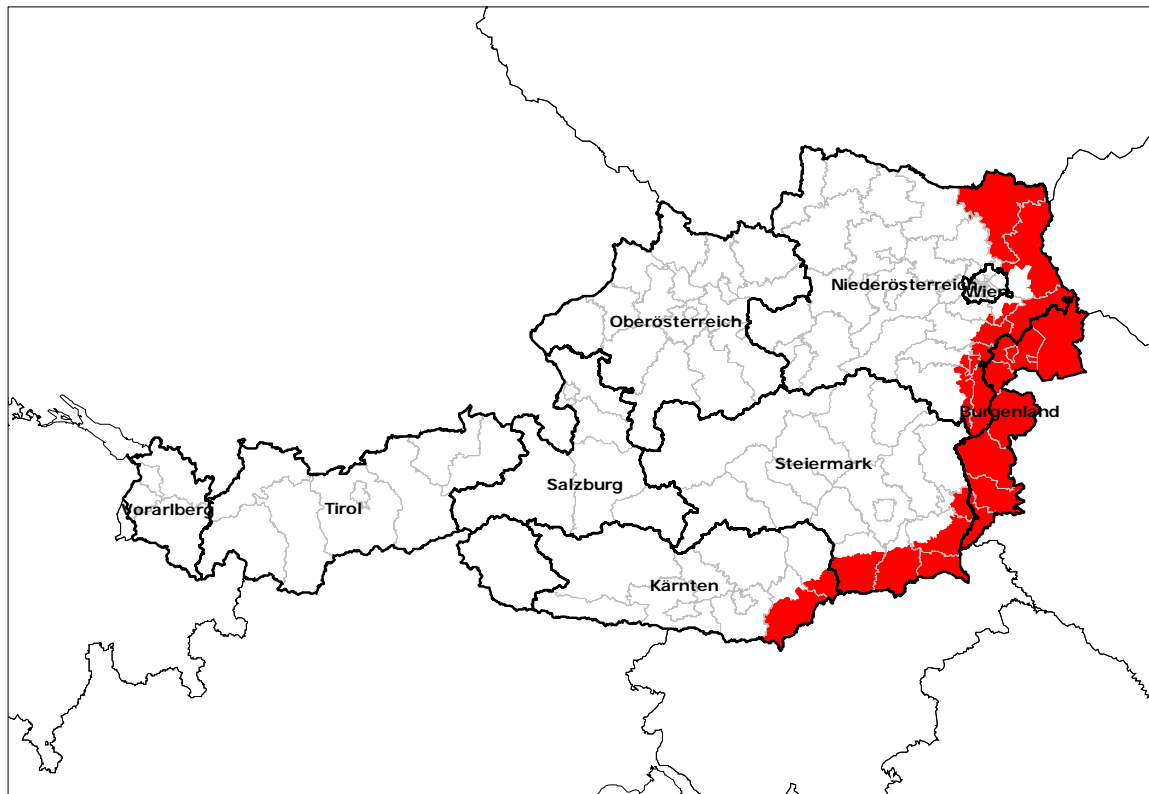 Niederösterreich
Wien
Oberösterreich
Burgenland
Steiermark
Salzburg
Vorarlberg
Tirol
Kärnten